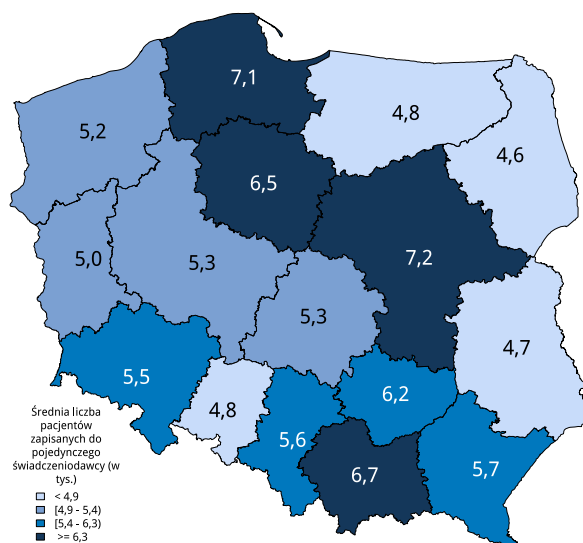 7,1
4,8
5,2
4,6
6,5
7,2
5,0
5,3
5,3
4,7
5,5
6,2
4,8
5,6
5,7
6,7
Średnia liczba
pacjentów
zapisanych do
pojedynczego
świadczeniodawcy (w
tys.)
< 4,9
[4,9 - 5,4)
[5,4 - 6,3)
>= 6,3